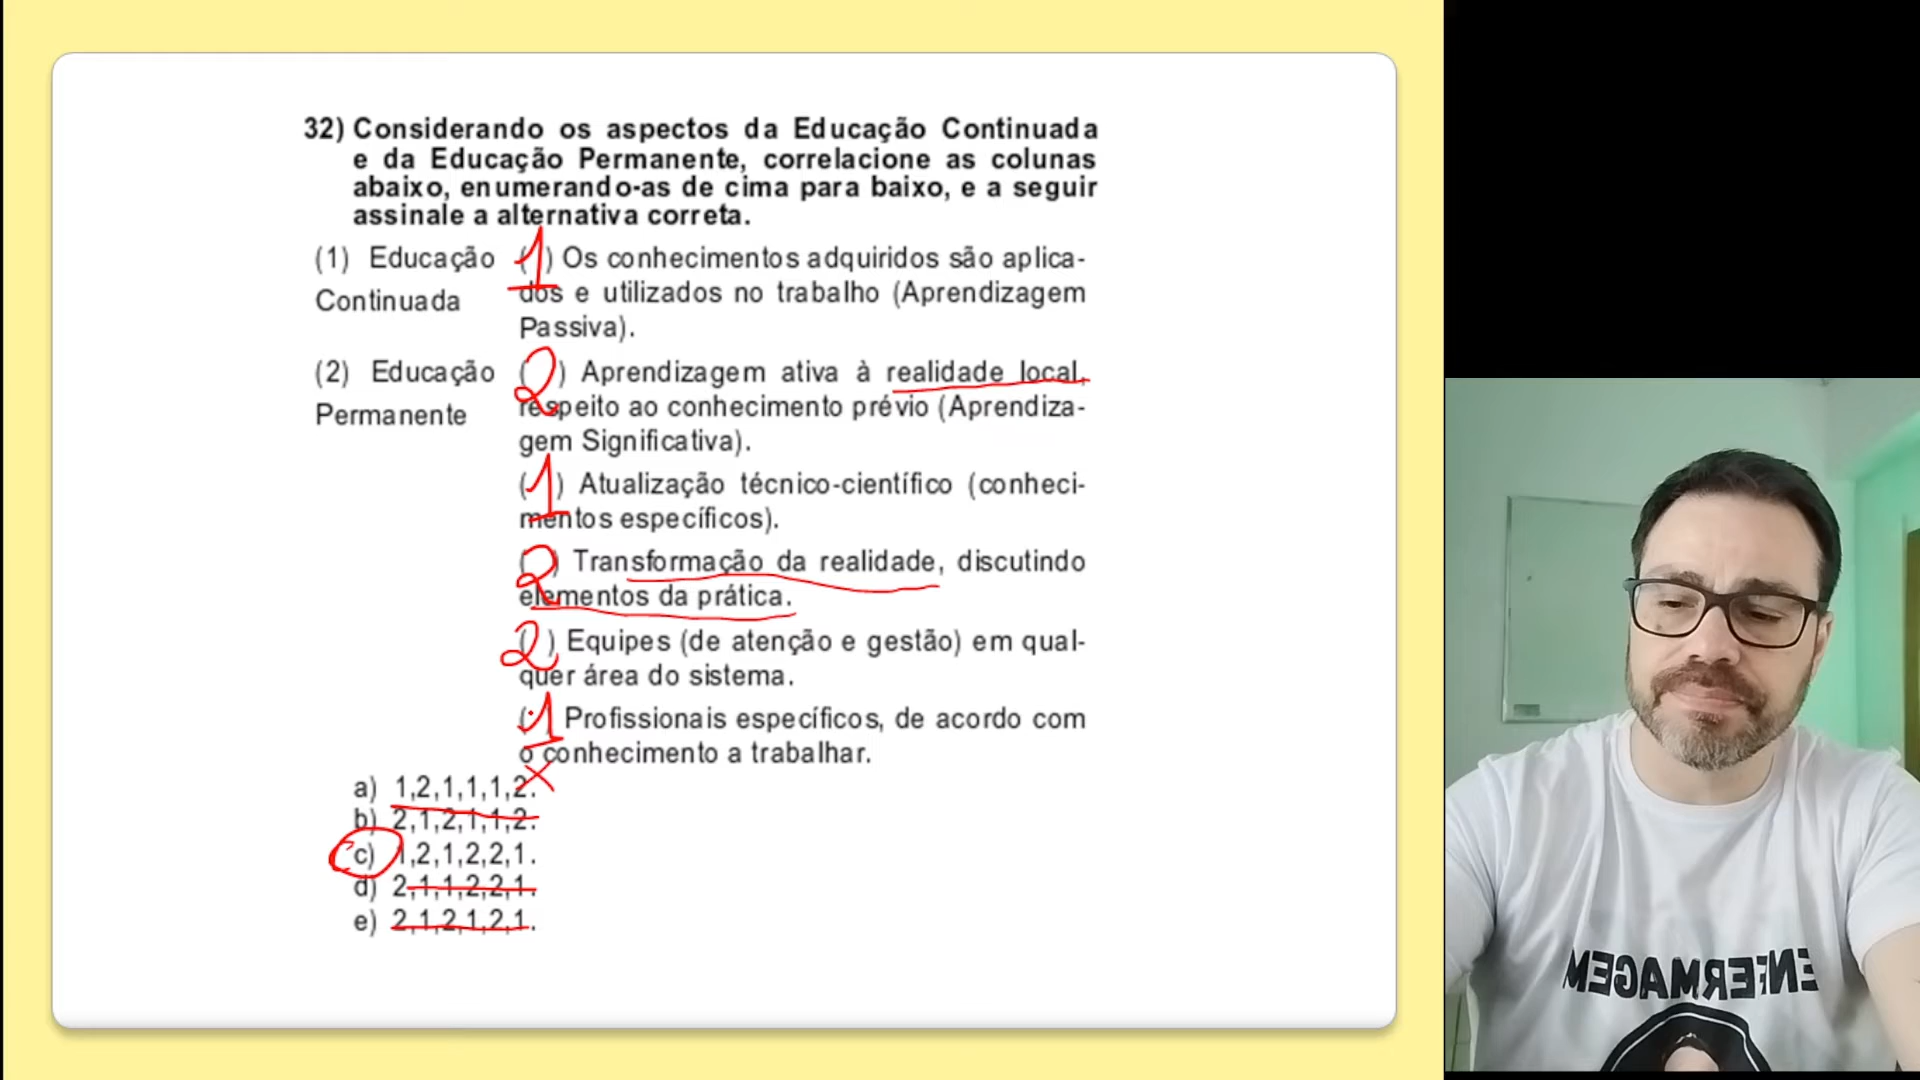 32) Considerando os aspectos da Educação Continuada
e da Educação Permanente, correlacione as colunas
abaixo, enumerando-as de cima para baixo, e a seguir
assinale a alternativa correta.
(1) Educação Continuada
(1) Os conhecimentos adquiridos são aplica-
dos e utilizados no trabalho (Aprendizagem
Passiva).
(2) Educação Permanente
(2) Aprendizagem ativa à realidade local,
respeito ao conhecimento prévio (Aprendiza-
gem Significativa).
(1) Atualização técnico-científico (conheci-
mentos específicos).
(2) Transformação da realidade, discutindo
elementos da prática.
(2) Equipes (de atenção e gestão) em qual-
quer área do sistema.
(1) Profissionais específicos, de acordo com
o conhecimento a trabalhar.
a) 1,2,1,1,1,2.
b) 2,1,2,1,1,2.
c) 1,2,1,2,2,1.
d) 2,1,1,2,2,1.
e) 2,1,2,1,2,1.
ENFERMAGEM